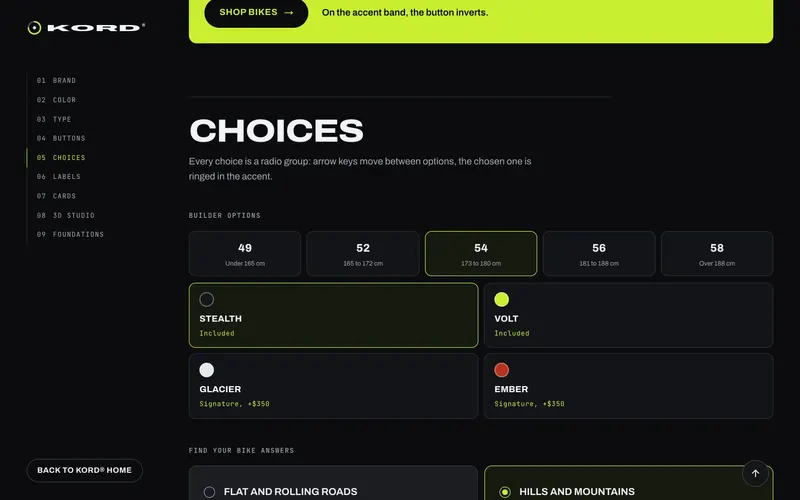 KORD®
01 BRAND
02 COLOR
03 TYPE
04 BUTTONS
05 CHOICES
06 LABELS
07 CARDS
08 3D STUDIO
09 FOUNDATIONS
BACK TO KORD® HOME
SHOP BIKES →
On the accent band, the button inverts.
CHOICES
Every choice is a radio group: arrow keys move between options, the chosen one is
ringed in the accent.
BUILDER OPTIONS
49
Under 165 cm
52
165 to 172 cm
54
173 to 180 cm
56
181 to 188 cm
58
Over 188 cm
STEALTH
Included
VOLT
Included
GLACIER
Signature, +$350
EMBER
Signature, +$350
FIND YOUR BIKE ANSWERS
FLAT AND ROLLING ROADS
HILLS AND MOUNTAINS